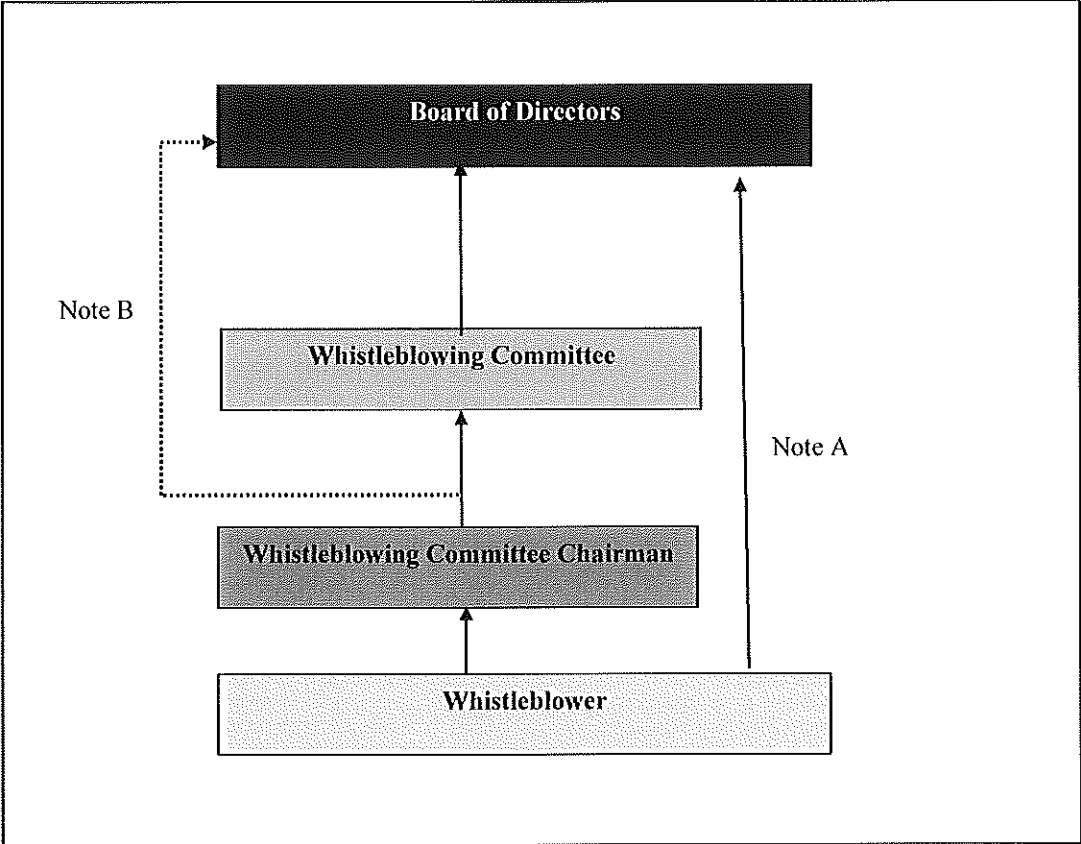 Board of Directors
Note B
Whistleblowing Committee
Note A
Whistleblowing Committee Chairman
Whistleblower